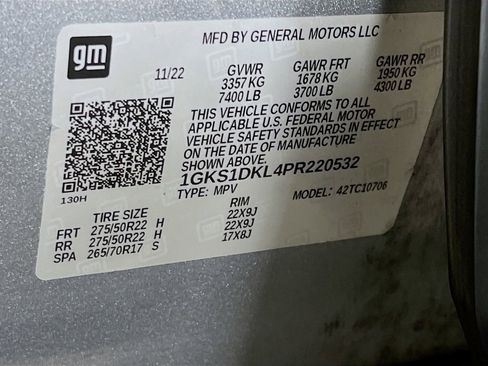 gm
MFD BY GENERAL MOTORS LLC
11/22 GVWR GAWR FRT GAWR RR
3357 KG 1678 KG 1950 KG
7400 LB 3700 LB 4300 LB
THIS VEHICLE CONFORMS TO ALL
APPLICABLE U.S. FEDERAL MOTOR
VEHICLE SAFETY STANDARDS IN EFFECT
ON THE DATE OF MANUFACTURE
SHOWN ABOVE.
1GKS1DKL4PR220532
130H TYPE: MPV MODEL: 42TC10706
TIRE SIZE RIM
FRT 275/50R22 H 22X9J
RR 275/50R22 H 22X9J
SPA 265/70R17 S 17X8J